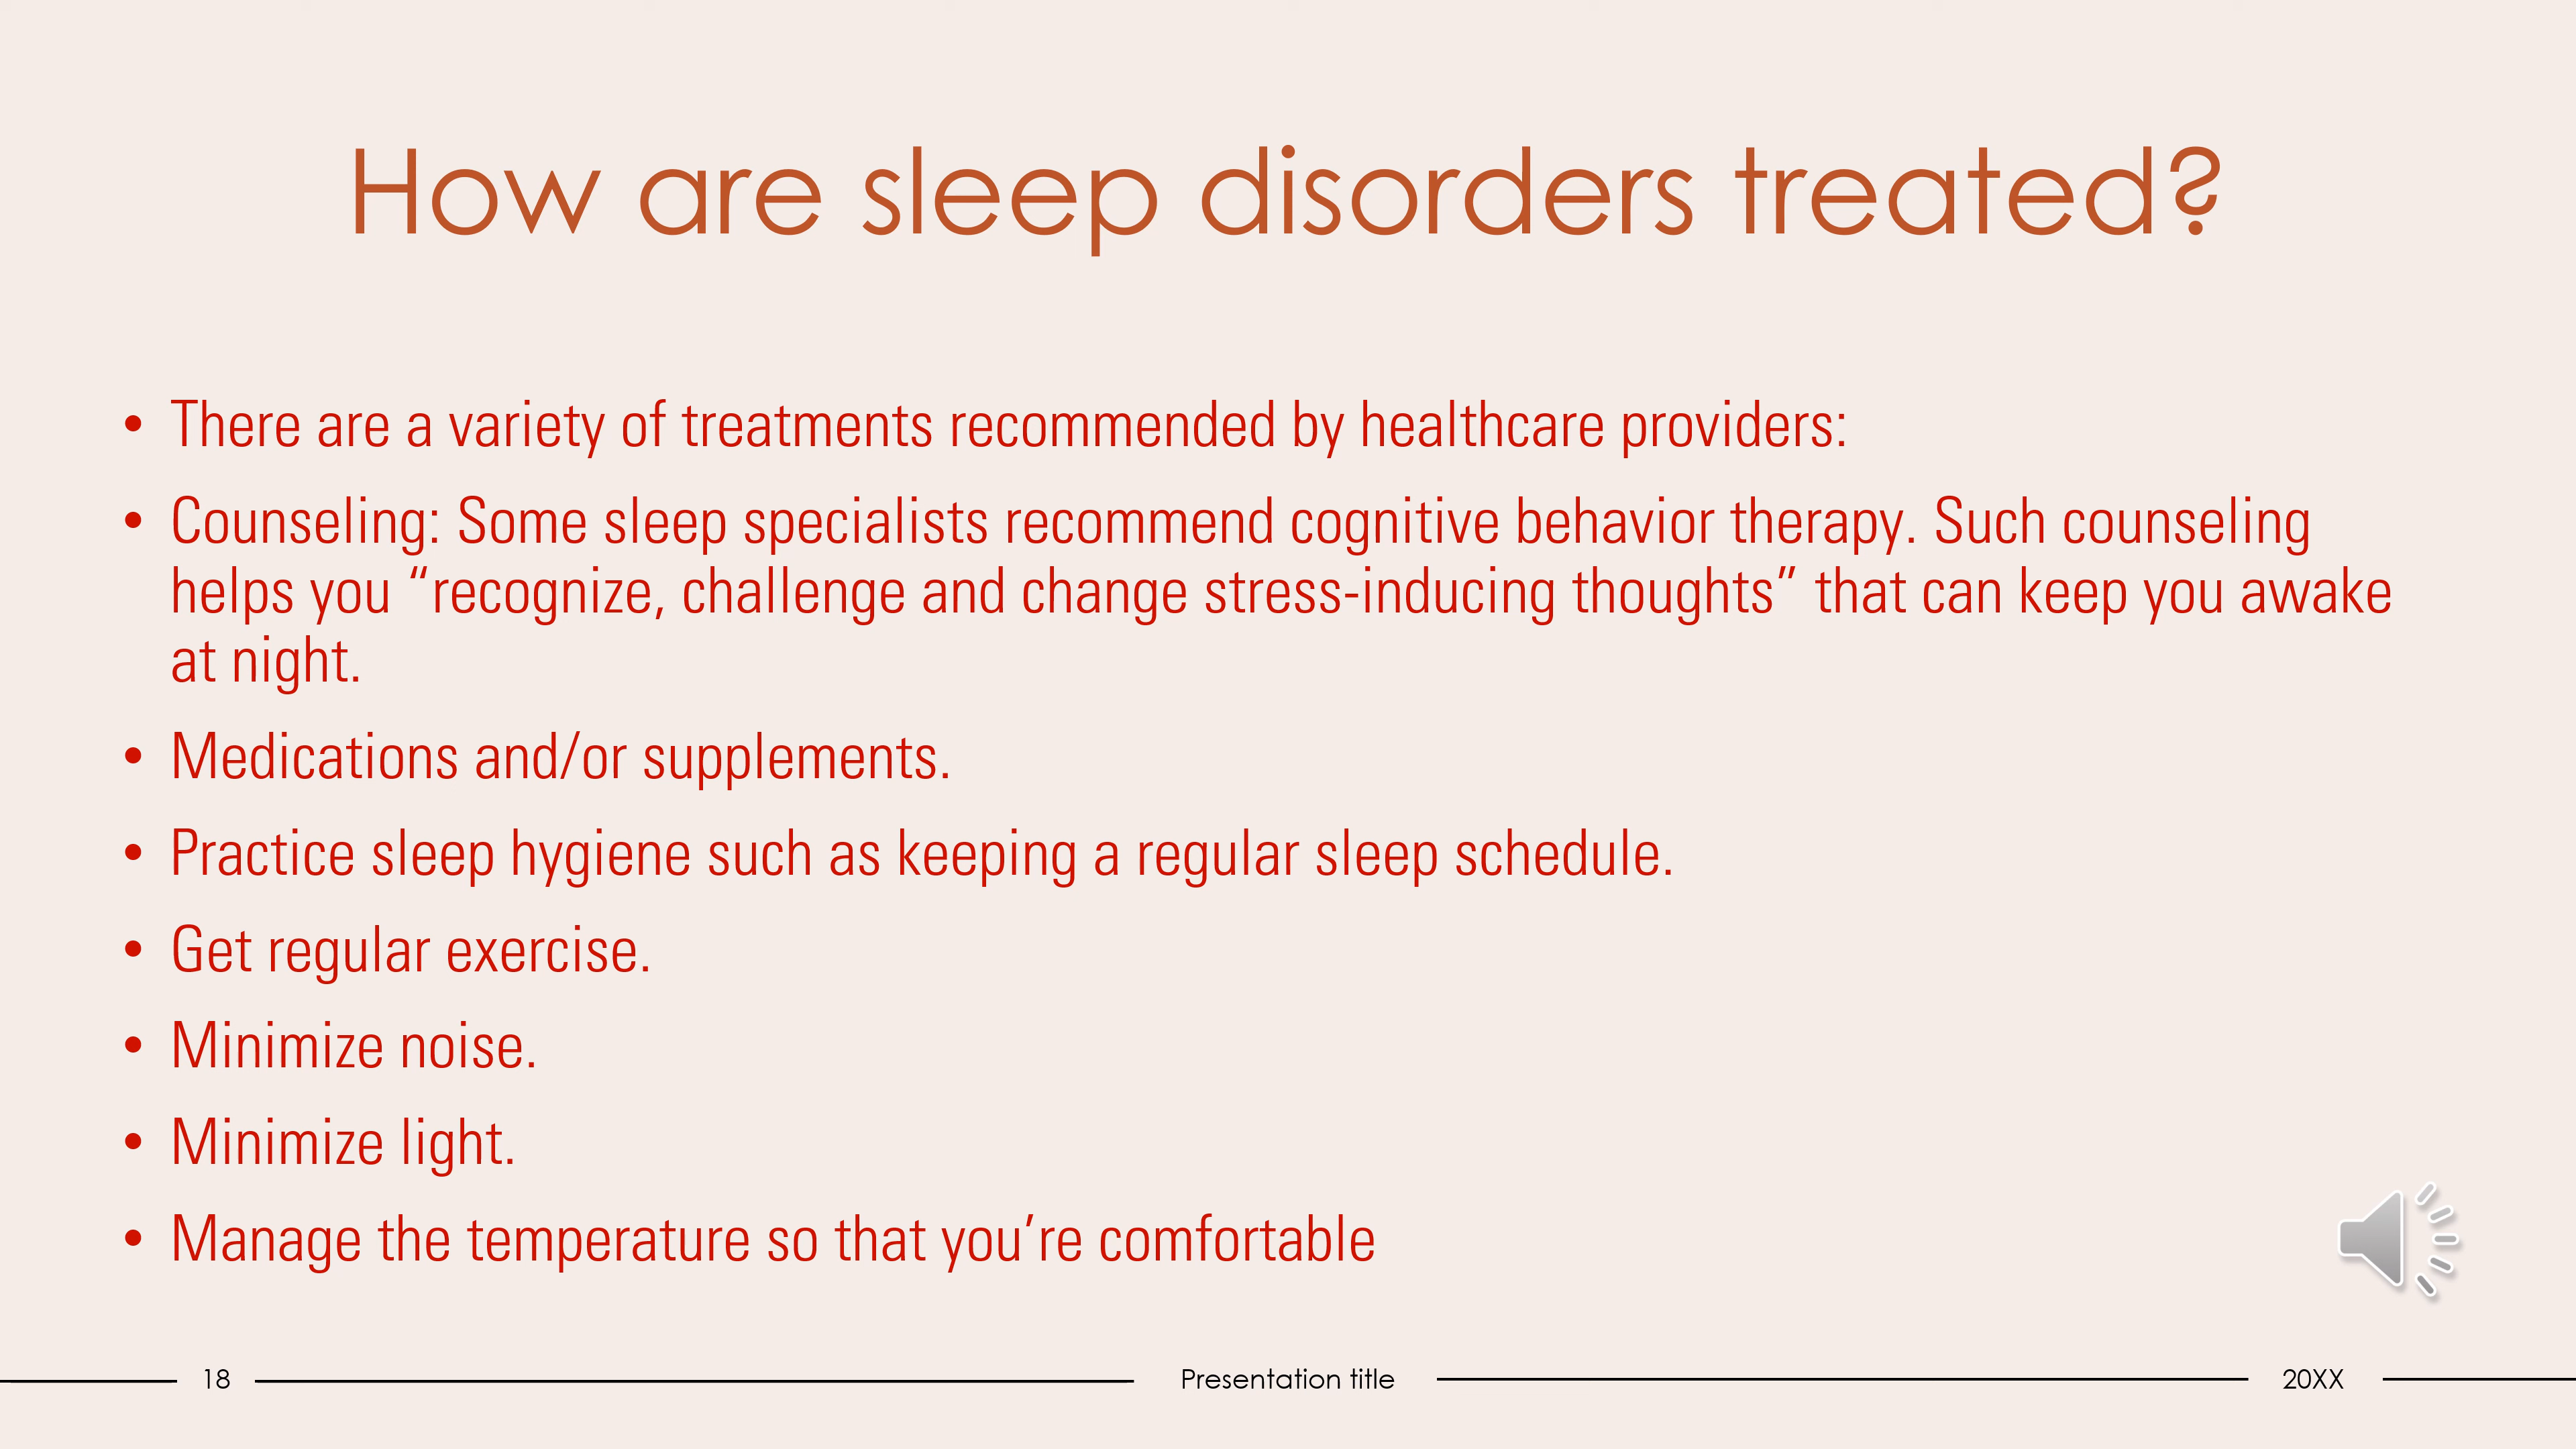 How are sleep disorders treated?
• There are a variety of treatments recommended by healthcare providers:
• Counseling: Some sleep specialists recommend cognitive behavior therapy. Such counseling
helps you “recognize, challenge and change stress-inducing thoughts” that can keep you awake
at night.
• Medications and/or supplements.
• Practice sleep hygiene such as keeping a regular sleep schedule.
• Get regular exercise.
• Minimize noise.
• Minimize light.
• Manage the temperature so that you’re comfortable
18 Presentation title 20XX